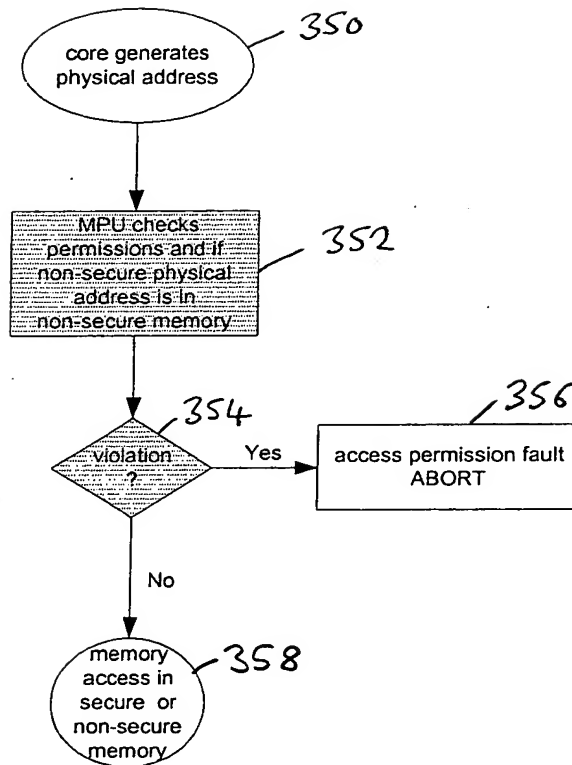 core generates
physical address
350
MPU checks
permissions and if
non-secure physical
address is in
non-secure memory
352
violation
?
354
Yes
access permission fault
ABORT
356
No
memory
access in
secure or
non-secure
memory
358